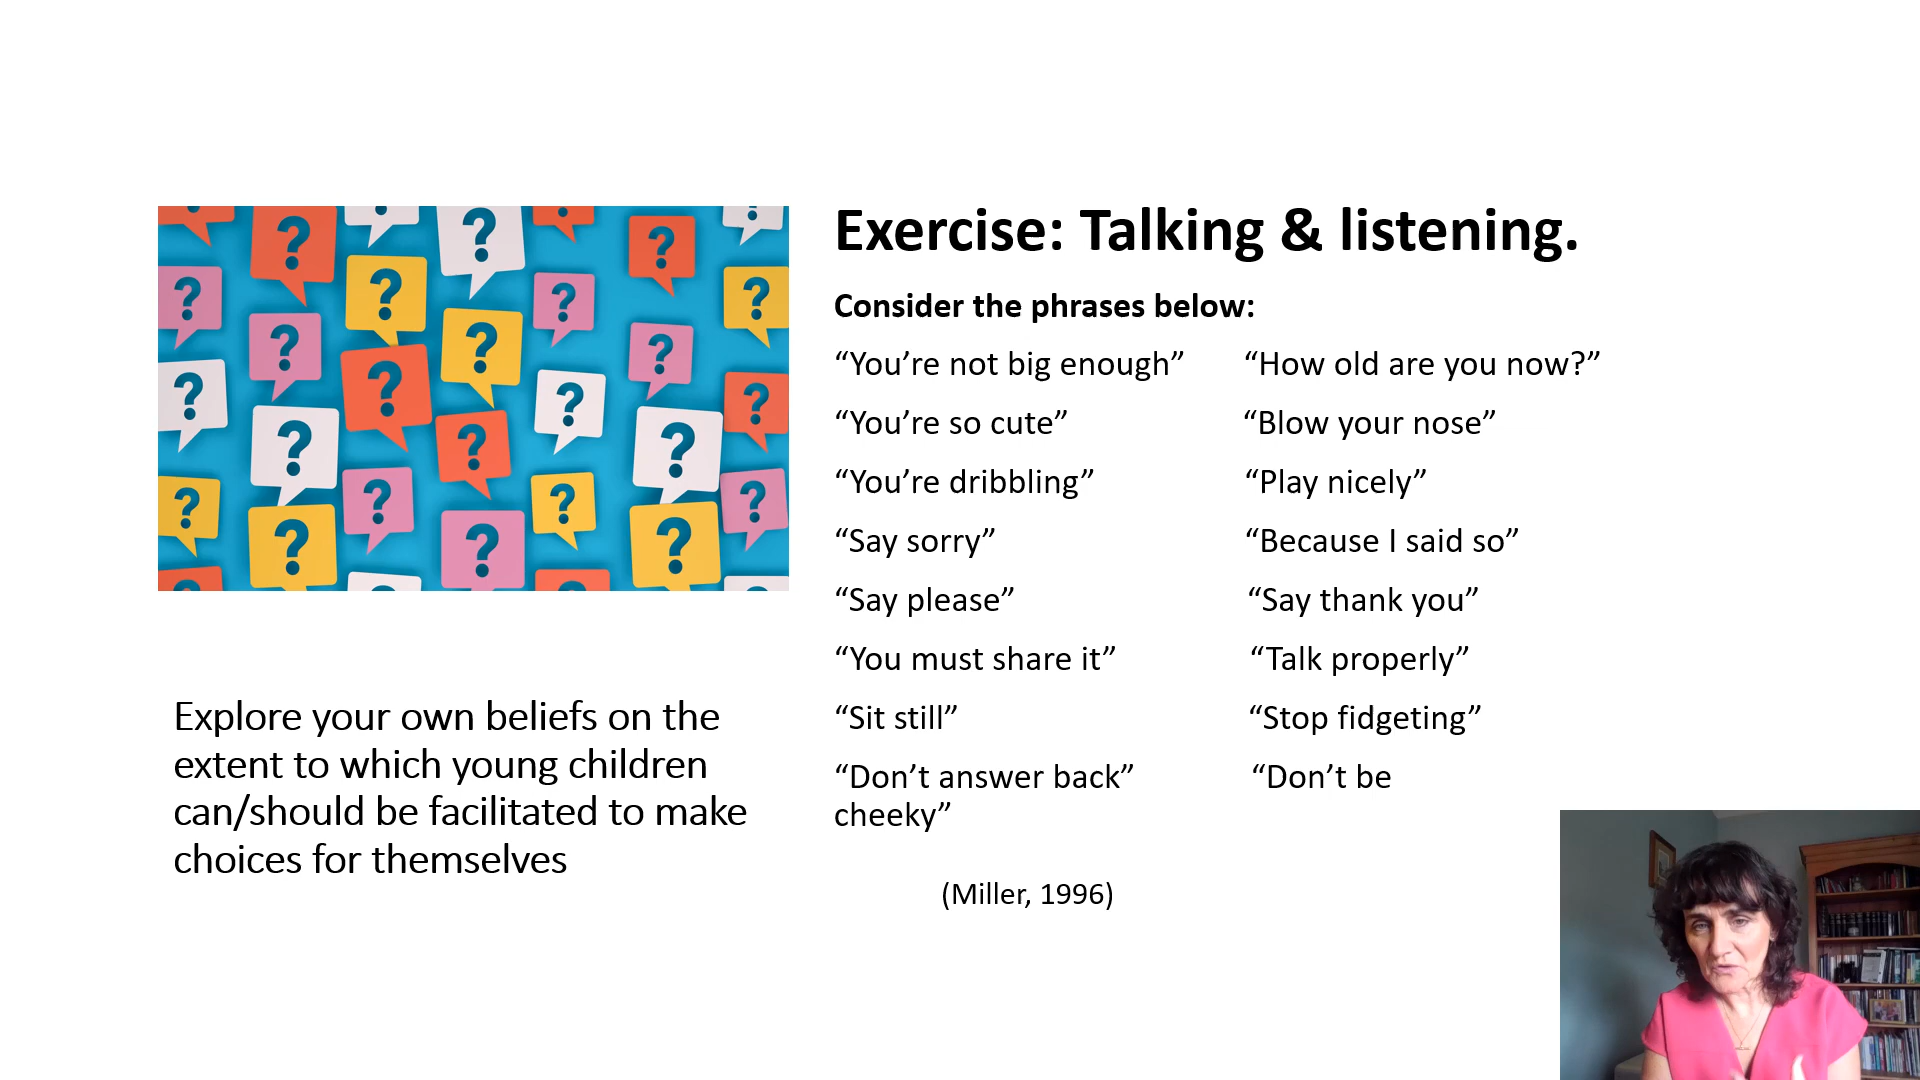 Exercise: Talking & listening.
Consider the phrases below:
“You’re not big enough” “How old are you now?”
“You’re so cute” “Blow your nose”
“You’re dribbling” “Play nicely”
“Say sorry” “Because I said so”
“Say please” “Say thank you”
“You must share it” “Talk properly”
“Sit still” “Stop fidgeting”
“Don’t answer back” “Don’t be
cheeky”
(Miller, 1996)
Explore your own beliefs on the
extent to which young children
can/should be facilitated to make
choices for themselves
? ? ? ? ? ? ?
? ? ? ? ? ? ?
? ? ? ? ? ? ?
? ? ? ? ? ? ?